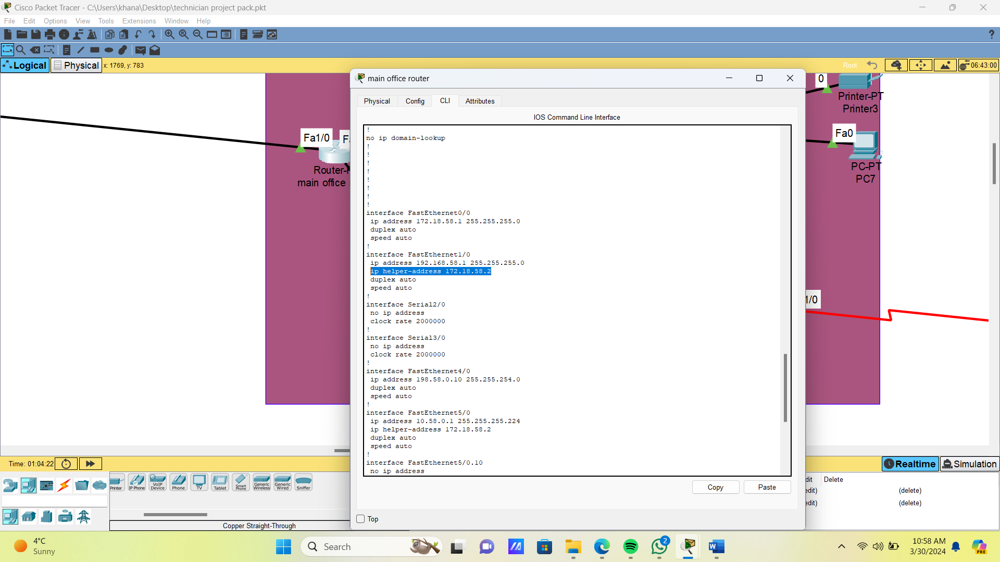 Cisco Packet Tracer - C:\Users\khana\Desktop\technician project pack.pkt
File Edit Options View Tools Extensions Window Help
?
Logical Physical x: 1769, y: 783
Root 06:43:00
main office router
Physical Config CLI Attributes
IOS Command Line Interface
!
no ip domain-lookup
!
!
!
!
!
!
!
!
interface FastEthernet0/0
ip address 172.18.58.1 255.255.255.0
duplex auto
speed auto
!
interface FastEthernet1/0
ip address 192.168.58.1 255.255.255.0
ip helper-address 172.18.58.2
duplex auto
speed auto
!
interface Serial2/0
no ip address
clock rate 2000000
!
interface Serial3/0
no ip address
clock rate 2000000
!
interface FastEthernet4/0
ip address 198.58.0.10 255.255.254.0
duplex auto
speed auto
!
interface FastEthernet5/0
ip address 10.58.0.1 255.255.255.224
ip helper-address 172.18.58.2
duplex auto
speed auto
!
interface FastEthernet5/0.10
no ip address
Copy Paste
Top
Fa1/0
main office
0
Printer-PT
Printer3
Fa0
PC-PT
PC7
1/0
Time: 01:04:22
Realtime Simulation
Printer IP Phone VoIP Device Phone TV Tablet Smart Phone Generic Wireless Generic Wired Sniffer
Copper Straight-Through
Delete
(delete)
(delete)
4°C
Sunny
Search
2
10:58 AM
3/30/2024
PRE